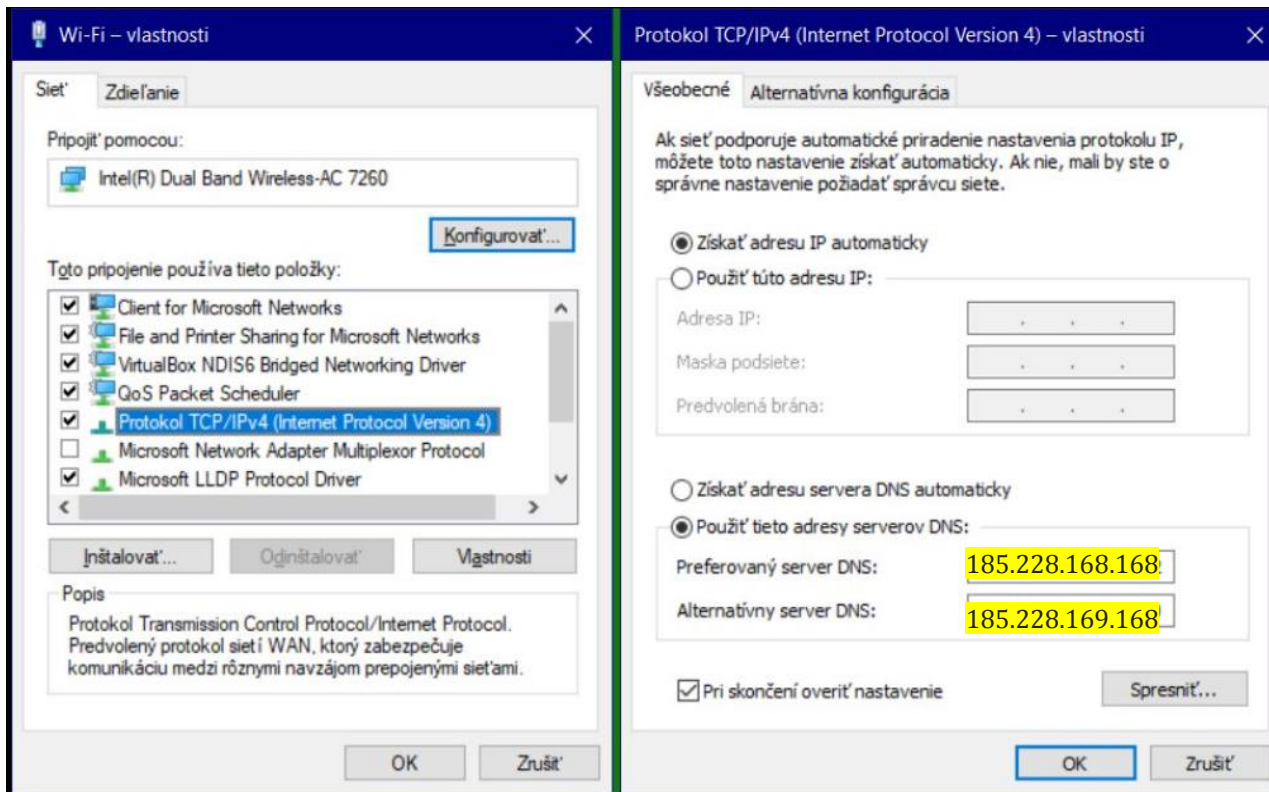 Wi-Fi – vlastnosti
Sieť
Zdieľanie
Pripojiť pomocou:
Intel(R) Dual Band Wireless-AC 7260
Konfigurovať...
Toto pripojenie používa tieto položky:
Client for Microsoft Networks
File and Printer Sharing for Microsoft Networks
VirtualBox NDIS6 Bridged Networking Driver
QoS Packet Scheduler
Protokol TCP/IPv4 (Internet Protocol Version 4)
Microsoft Network Adapter Multiplexor Protocol
Microsoft LLDP Protocol Driver
Inštalovať...
Odinštalovať
Vlastnosti
Popis
Protokol Transmission Control Protocol/Internet Protocol.
Predvolený protokol sietí WAN, ktorý zabezpečuje
komunikáciu medzi rôznymi navzájom prepojenými sieťami.
OK
Zrušiť
Protokol TCP/IPv4 (Internet Protocol Version 4) – vlastnosti
Všeobecné
Alternatívna konfigurácia
Ak sieť podporuje automatické priradenie nastavenia protokolu IP,
môžete toto nastavenie získať automaticky. Ak nie, mali by ste o
správne nastavenie požiadať správcu siete.
Získať adresu IP automaticky
Použiť túto adresu IP:
Adresa IP:
Maska podsiete:
Predvolená brána:
Získať adresu servera DNS automaticky
Použiť tieto adresy serverov DNS:
Preferovaný server DNS: 185.228.168.168
Alternatívny server DNS: 185.228.169.168
Pri skončení overiť nastavenie
Spresniť...
OK
Zrušiť